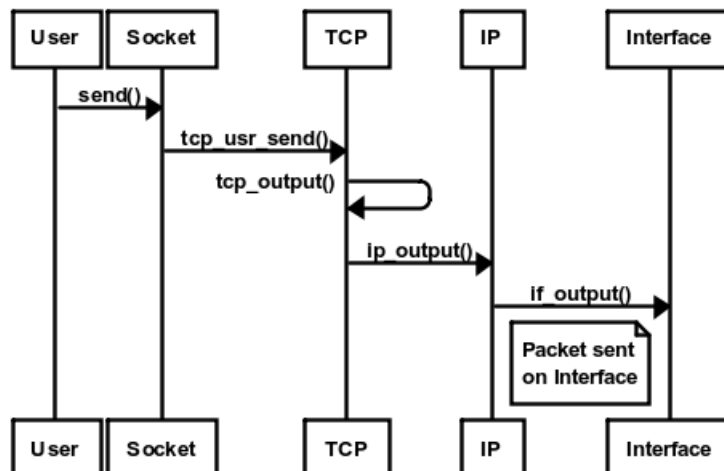 User Socket TCP IP Interface
send()
tcp_usr_send()
tcp_output()
ip_output()
if_output()
Packet sent
on Interface
User Socket TCP IP Interface